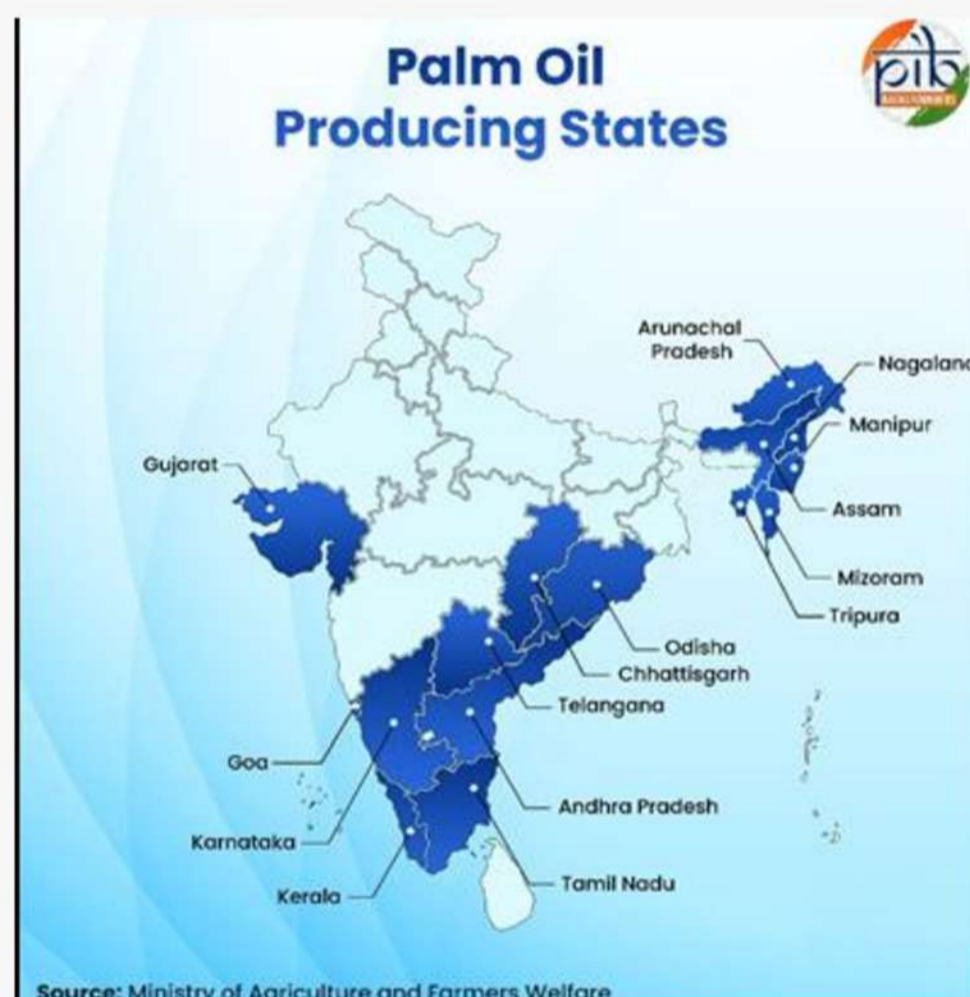 Palm Oil
Producing States
pib
Arunachal
Pradesh
Nagaland
Manipur
Gujarat
Assam
Mizoram
Tripura
Odisha
Chhattisgarh
Telangana
Goa
Andhra Pradesh
Karnataka
Tamil Nadu
Kerala
Source: Ministry of Agriculture and Farmers Welfare